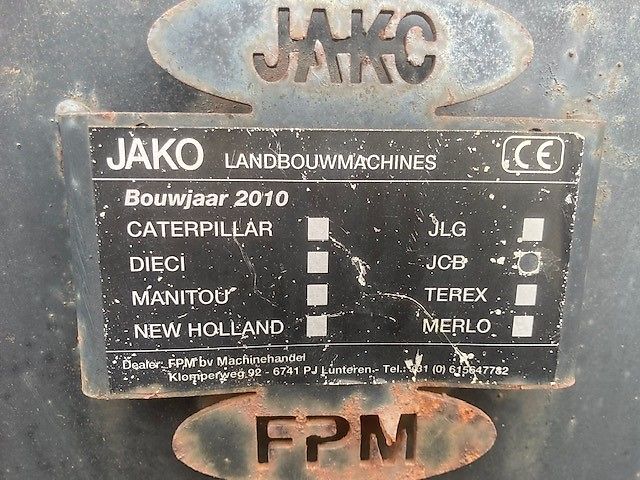 JAKO
JAKO LANDBOUWMACHINES CE
Bouwjaar 2010
CATERPILLAR JLG
DIECI JCB
MANITOU TEREX
NEW HOLLAND MERLO
Dealer: FPM bv Machinehandel
Klomperweg 92 - 6741 PJ Lunteren - Tel.: +31 (0) 615647782
FPM